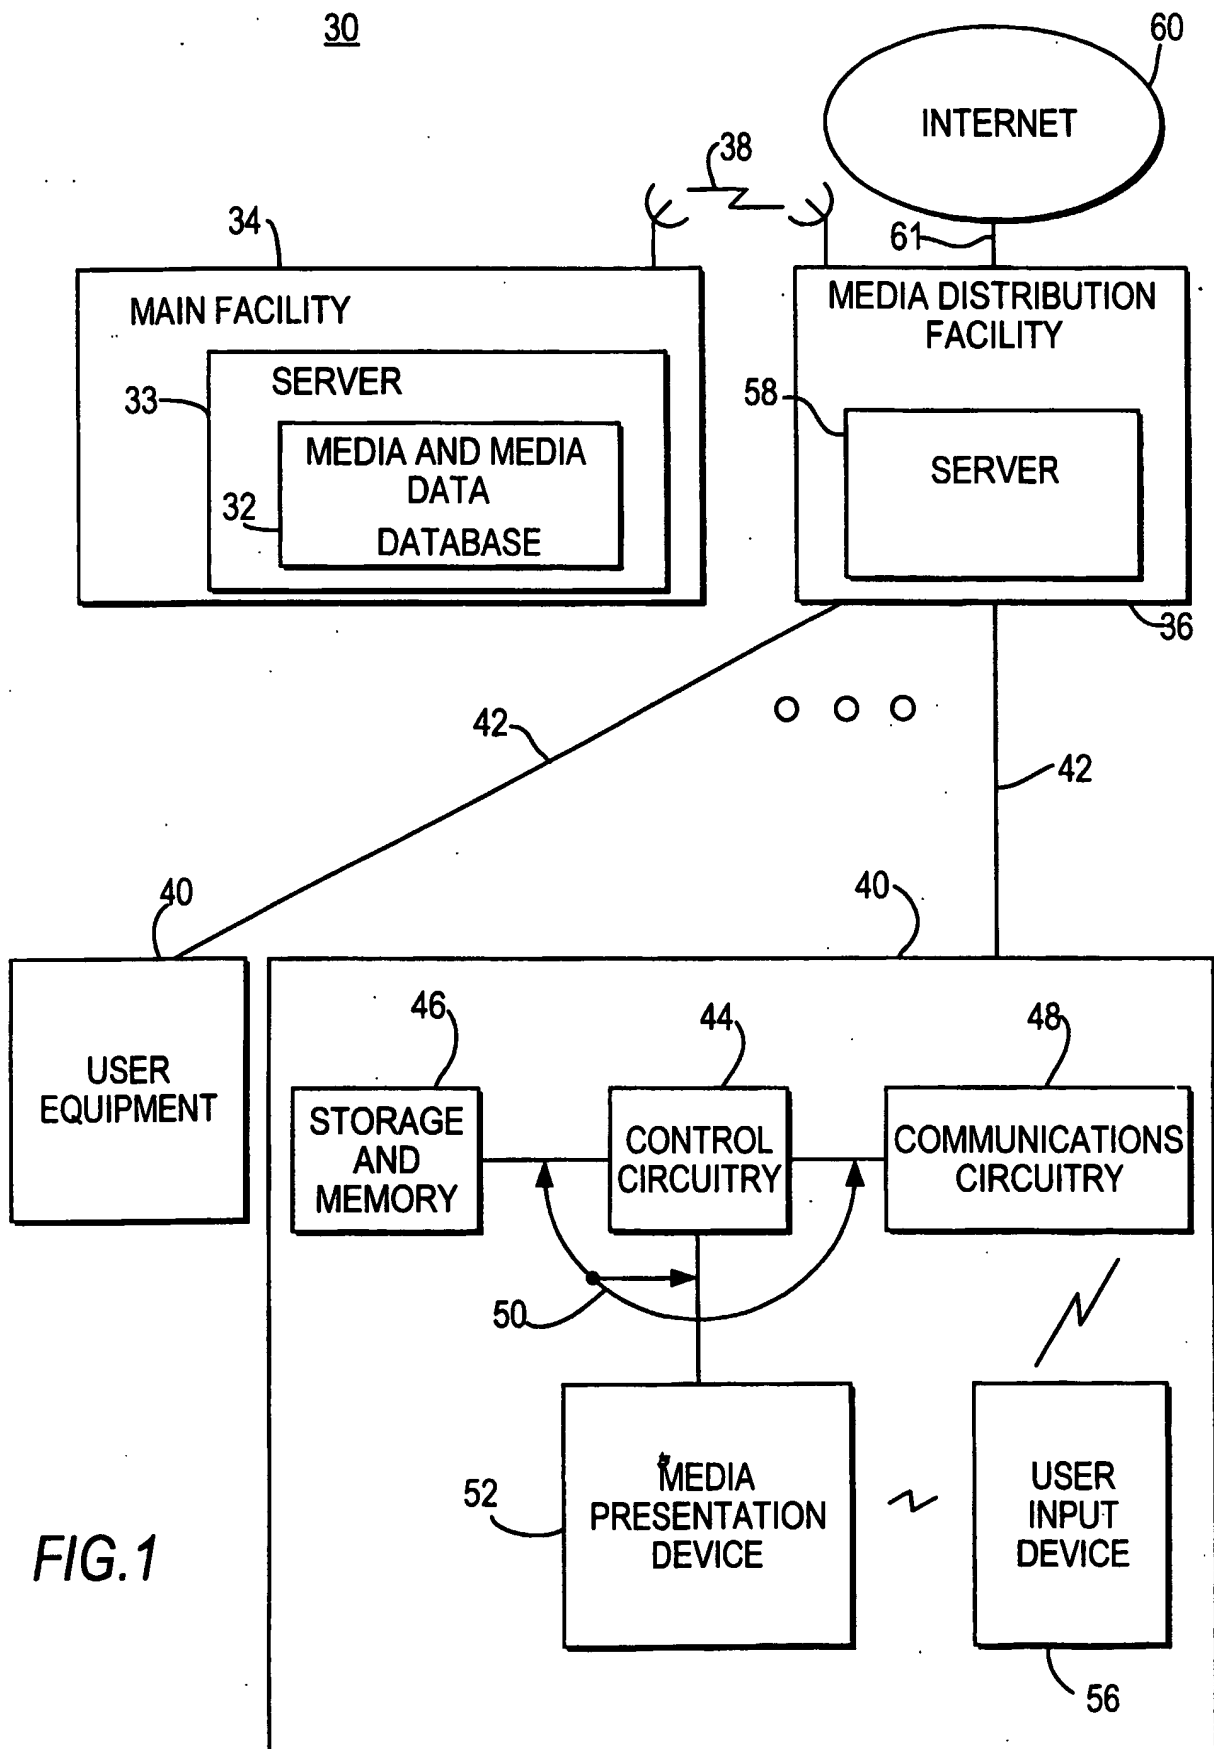 30
60
INTERNET
38
34
61
MAIN FACILITY
MEDIA DISTRIBUTION
FACILITY
33
SERVER
58
MEDIA AND MEDIA
DATA
DATABASE
32
SERVER
36
42
42
40
40
USER
EQUIPMENT
46
44
48
STORAGE
AND
MEMORY
CONTROL
CIRCUITRY
COMMUNICATIONS
CIRCUITRY
50
52
MEDIA
PRESENTATION
DEVICE
USER
INPUT
DEVICE
FIG.1
56